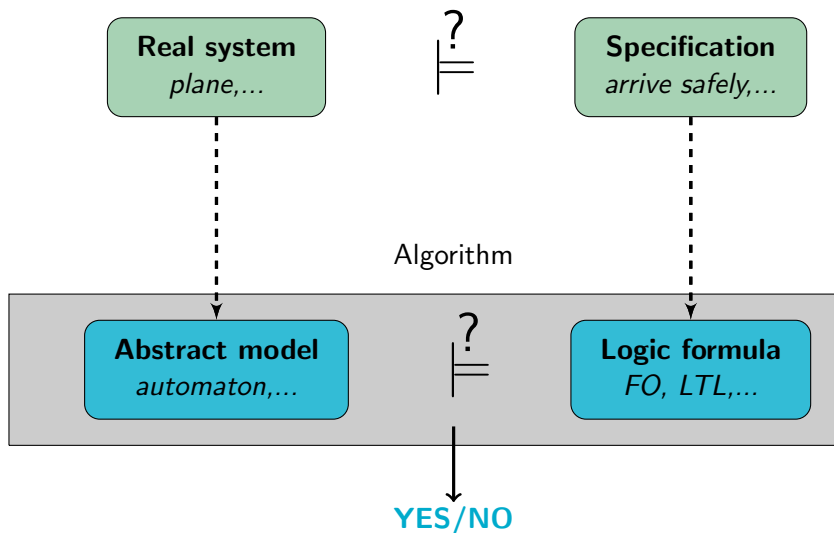 Real system
plane,...
?
⊨
Specification
arrive safely,...
Algorithm
Abstract model
automaton,...
?
⊨
Logic formula
FO, LTL,...
YES/NO